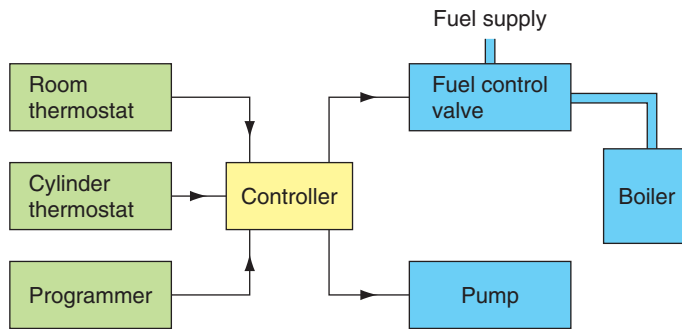 Fuel supply
Room
thermostat
Fuel control
valve
Cylinder
thermostat
Controller
Boiler
Programmer
Pump